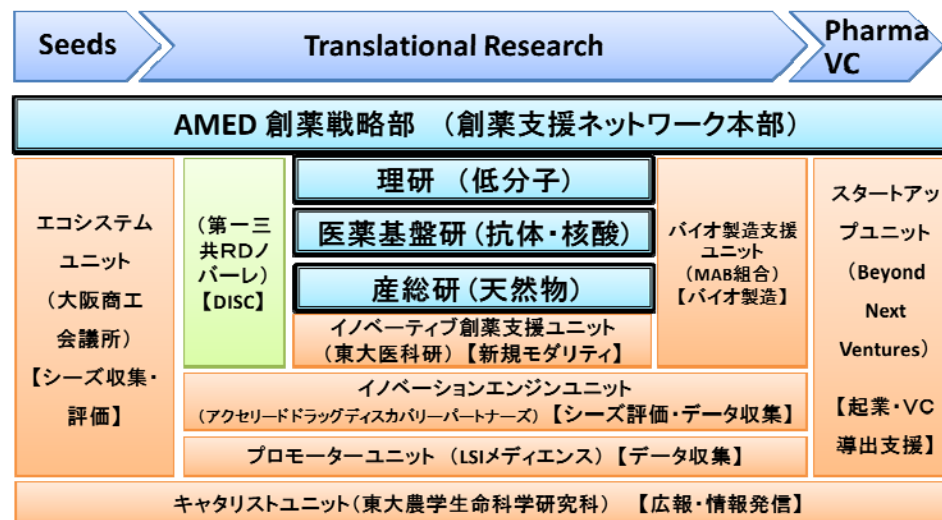 Seeds
Translational Research
Pharma
VC
AMED 創薬戦略部 （創薬支援ネットワーク本部）
エコシステム
ユニット
（大阪商工
会議所）
【シーズ収集・
評価】
（第一三
共RDノ
バーレ）
【DISC】
理研 （低分子）
医薬基盤研（抗体・核酸）
産総研（天然物）
イノベーティブ創薬支援ユニット
（東大医科研）【新規モダリティ】
バイオ製造支援
ユニット
（MAB組合）
【バイオ製造】
スタートアッ
プユニット
（Beyond
Next
Ventures）
【起業・VC
導出支援】
イノベーションエンジンユニット
（アクセリードドラッグディスカバリーパートナーズ）【シーズ評価・データ収集】
プロモーターユニット （LSIメディエンス）【データ収集】
キャタリストユニット（東大農学生命科学研究科） 【広報・情報発信】